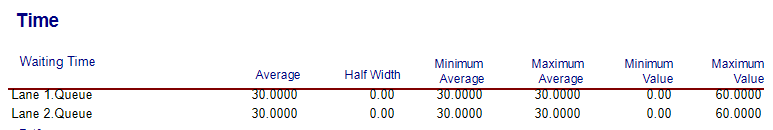 Time
Waiting Time Average Half Width Minimum Average Maximum Average Minimum Value Maximum Value
Lane 1.Queue 30.0000 0.00 30.0000 30.0000 0.00 60.0000
Lane 2.Queue 30.0000 0.00 30.0000 30.0000 0.00 60.0000